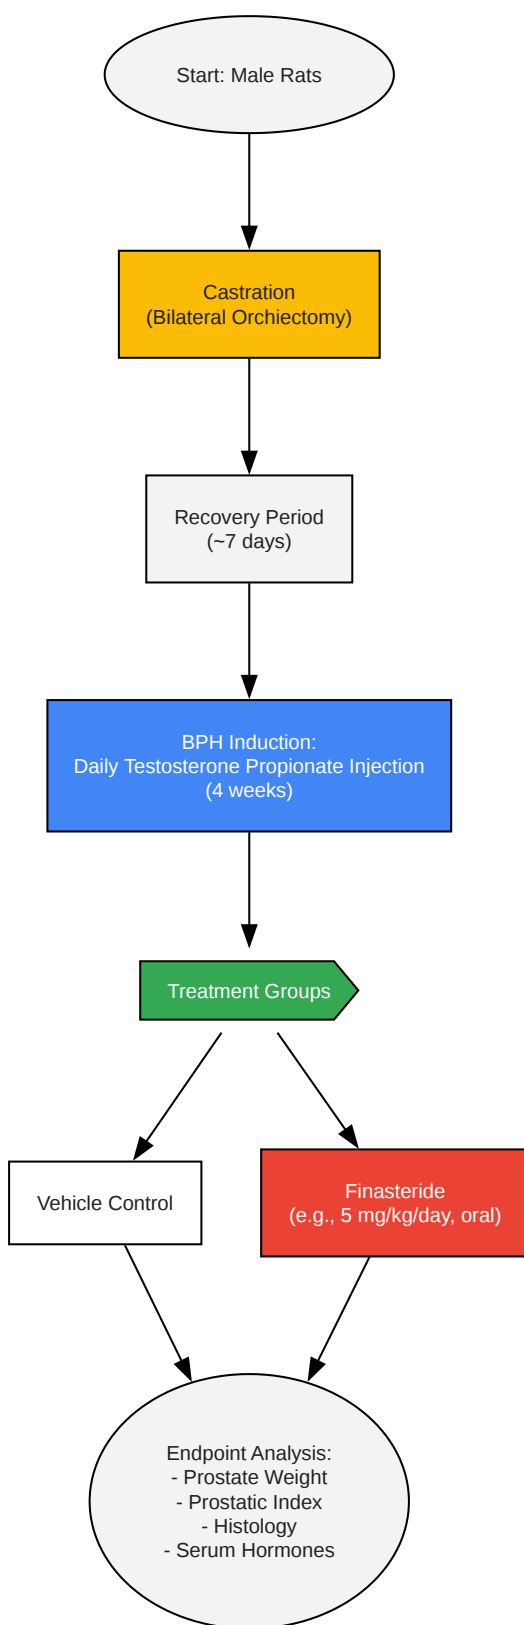 Start: Male Rats
Castration
(Bilateral Orchiectomy)
Recovery Period
(~7 days)
BPH Induction:
Daily Testosterone Propionate Injection
(4 weeks)
Treatment Groups
Vehicle Control
Finasteride
(e.g., 5 mg/kg/day, oral)
Endpoint Analysis:
- Prostate Weight
- Prostatic Index
- Histology
- Serum Hormones